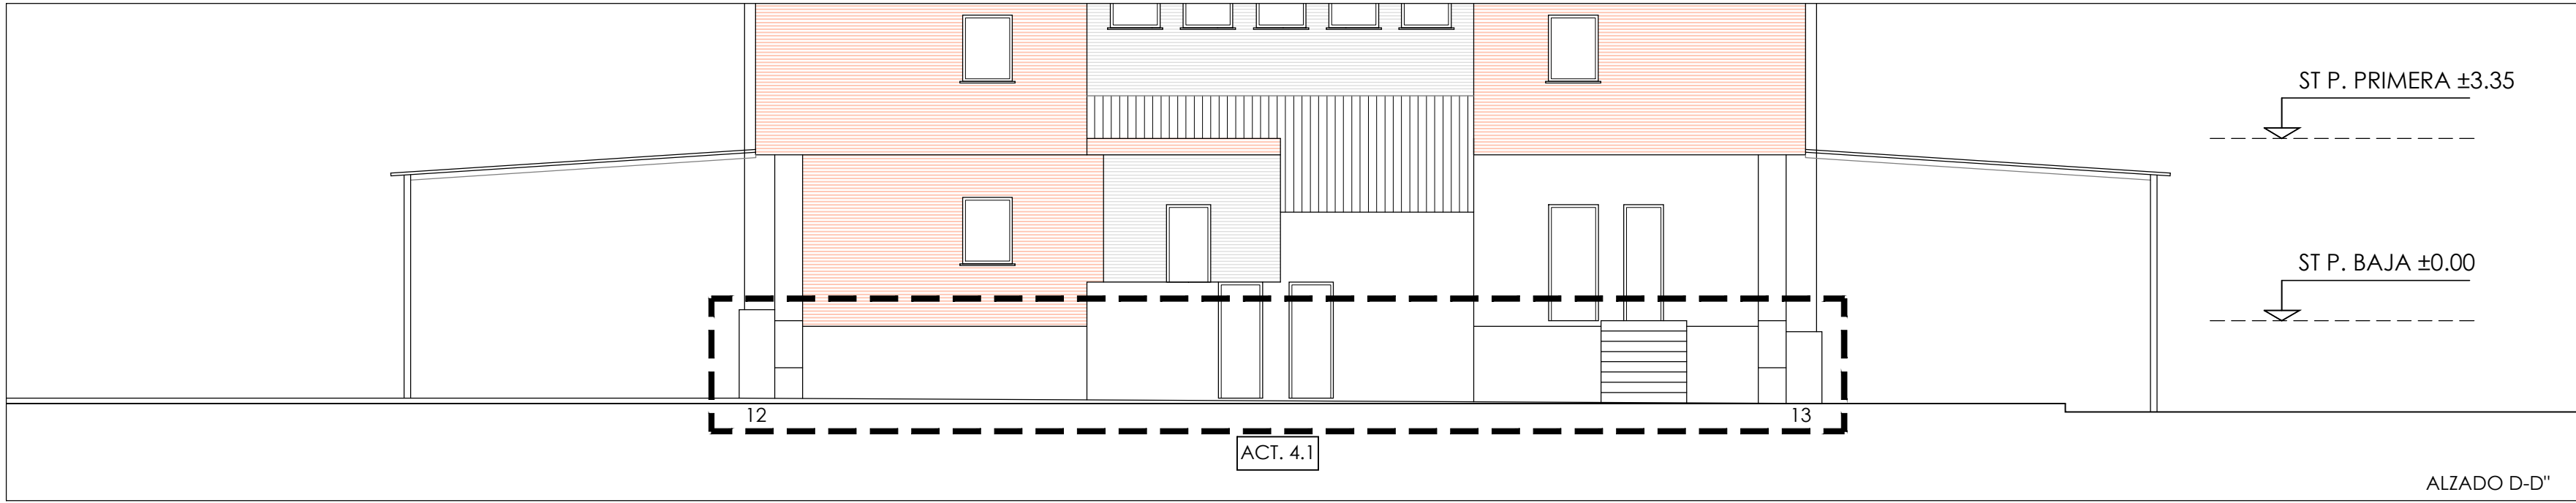 ST P. PRIMERA ±3.35
ST P. BAJA ±0.00
12
13
ACT. 4.1
ALZADO D-D"